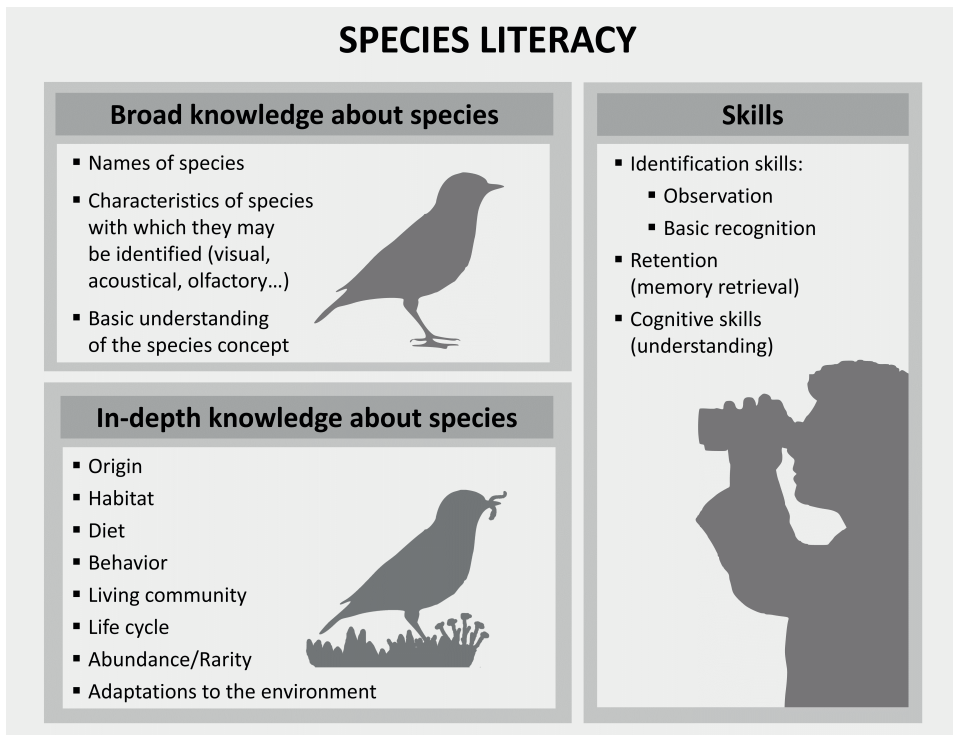 SPECIES LITERACY
Broad knowledge about species
▪ Names of species
▪ Characteristics of species
with which they may
be identified (visual,
acoustical, olfactory...)
▪ Basic understanding
of the species concept
In-depth knowledge about species
▪ Origin
▪ Habitat
▪ Diet
▪ Behavior
▪ Living community
▪ Life cycle
▪ Abundance/Rarity
▪ Adaptations to the environment
Skills
▪ Identification skills:
▪ Observation
▪ Basic recognition
▪ Retention
(memory retrieval)
▪ Cognitive skills
(understanding)